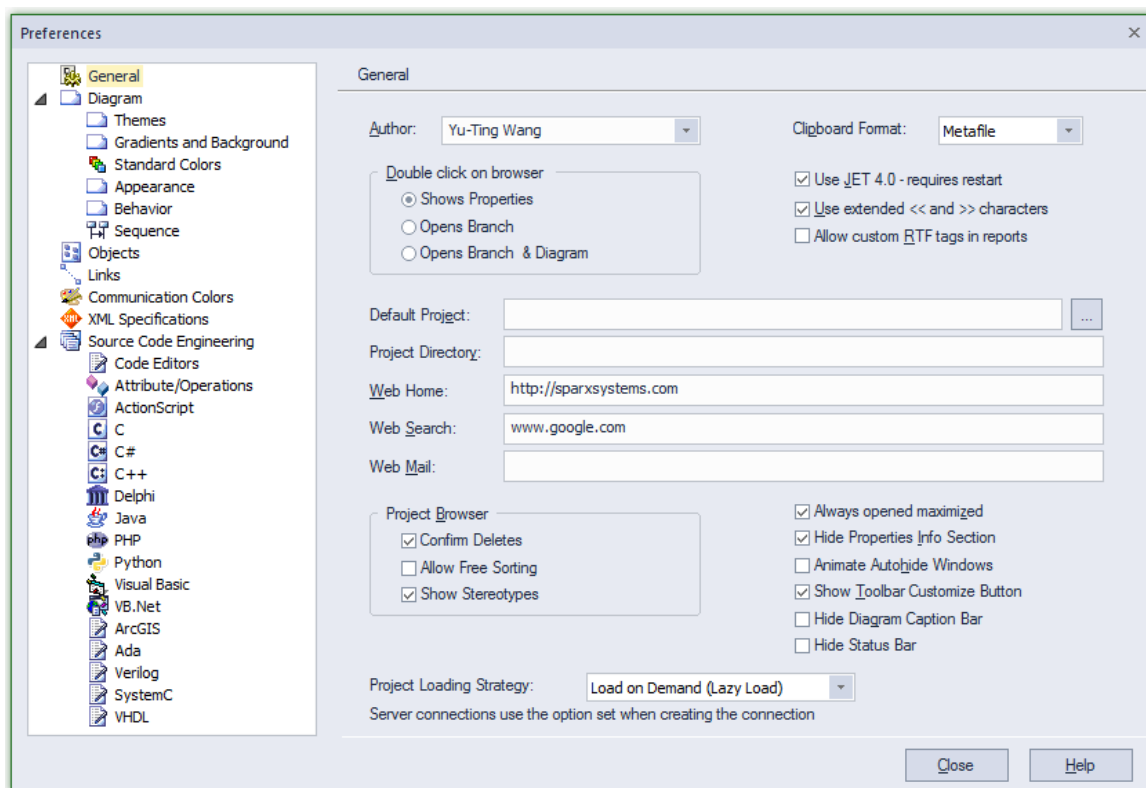 Preferences
General
Diagram
Themes
Gradients and Background
Standard Colors
Appearance
Behavior
Sequence
Objects
Links
Communication Colors
XML Specifications
Source Code Engineering
Code Editors
Attribute/Operations
ActionScript
C
C#
C++
Delphi
Java
PHP
Python
Visual Basic
VB.Net
ArcGIS
Ada
Verilog
SystemC
VHDL
General
Author: Yu-Ting Wang
Clipboard Format: Metafile
Double click on browser
Shows Properties
Opens Branch
Opens Branch & Diagram
Use JET 4.0 - requires restart
Use extended << and >> characters
Allow custom RTF tags in reports
Default Project: ...
Project Directory:
Web Home: http://sparxsystems.com
Web Search: www.google.com
Web Mail:
Project Browser
Confirm Deletes
Allow Free Sorting
Show Stereotypes
Always opened maximized
Hide Properties Info Section
Animate Autohide Windows
Show Toolbar Customize Button
Hide Diagram Caption Bar
Hide Status Bar
Project Loading Strategy: Load on Demand (Lazy Load)
Server connections use the option set when creating the connection
Close Help